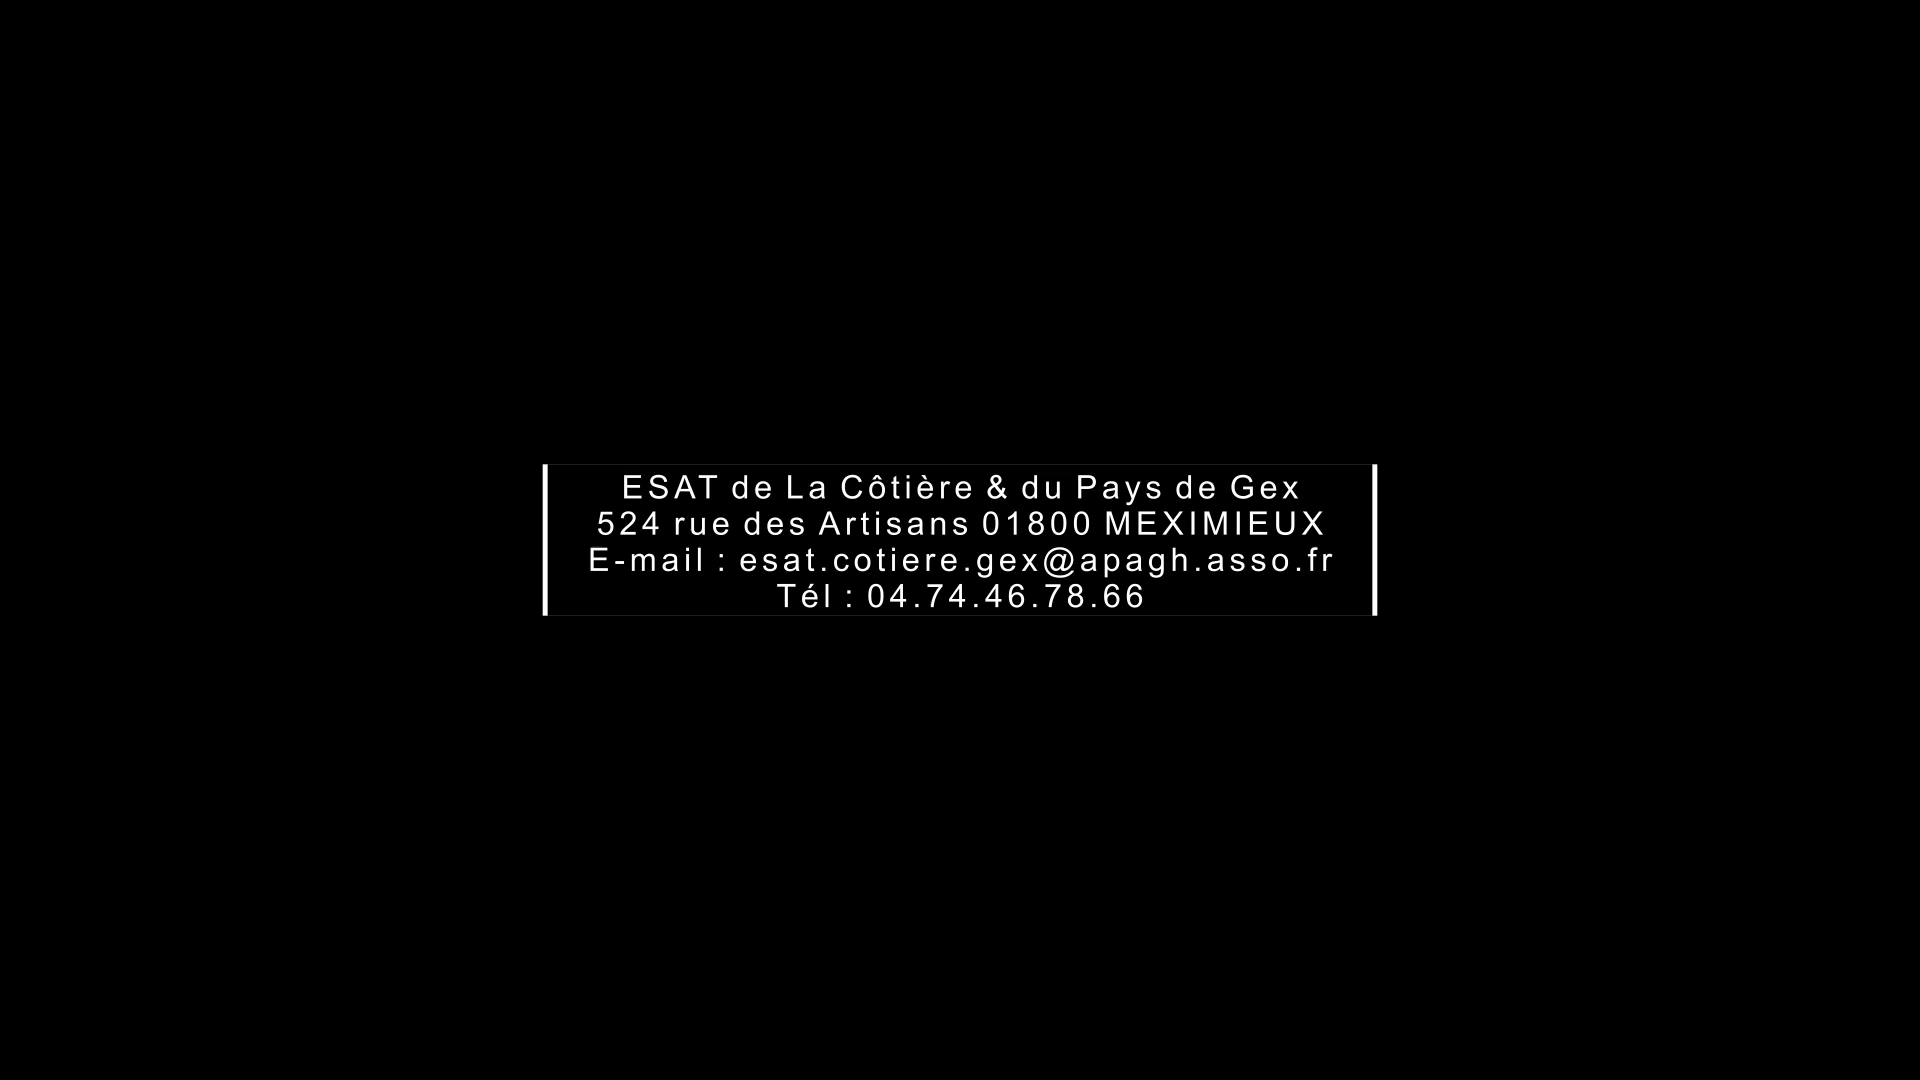 ESAT de La Côtière & du Pays de Gex
524 rue des Artisans 01800 MEXIMIEUX
E-mail : esat.cotiere.gex@apagh.asso.fr
Tél : 04.74.46.78.66